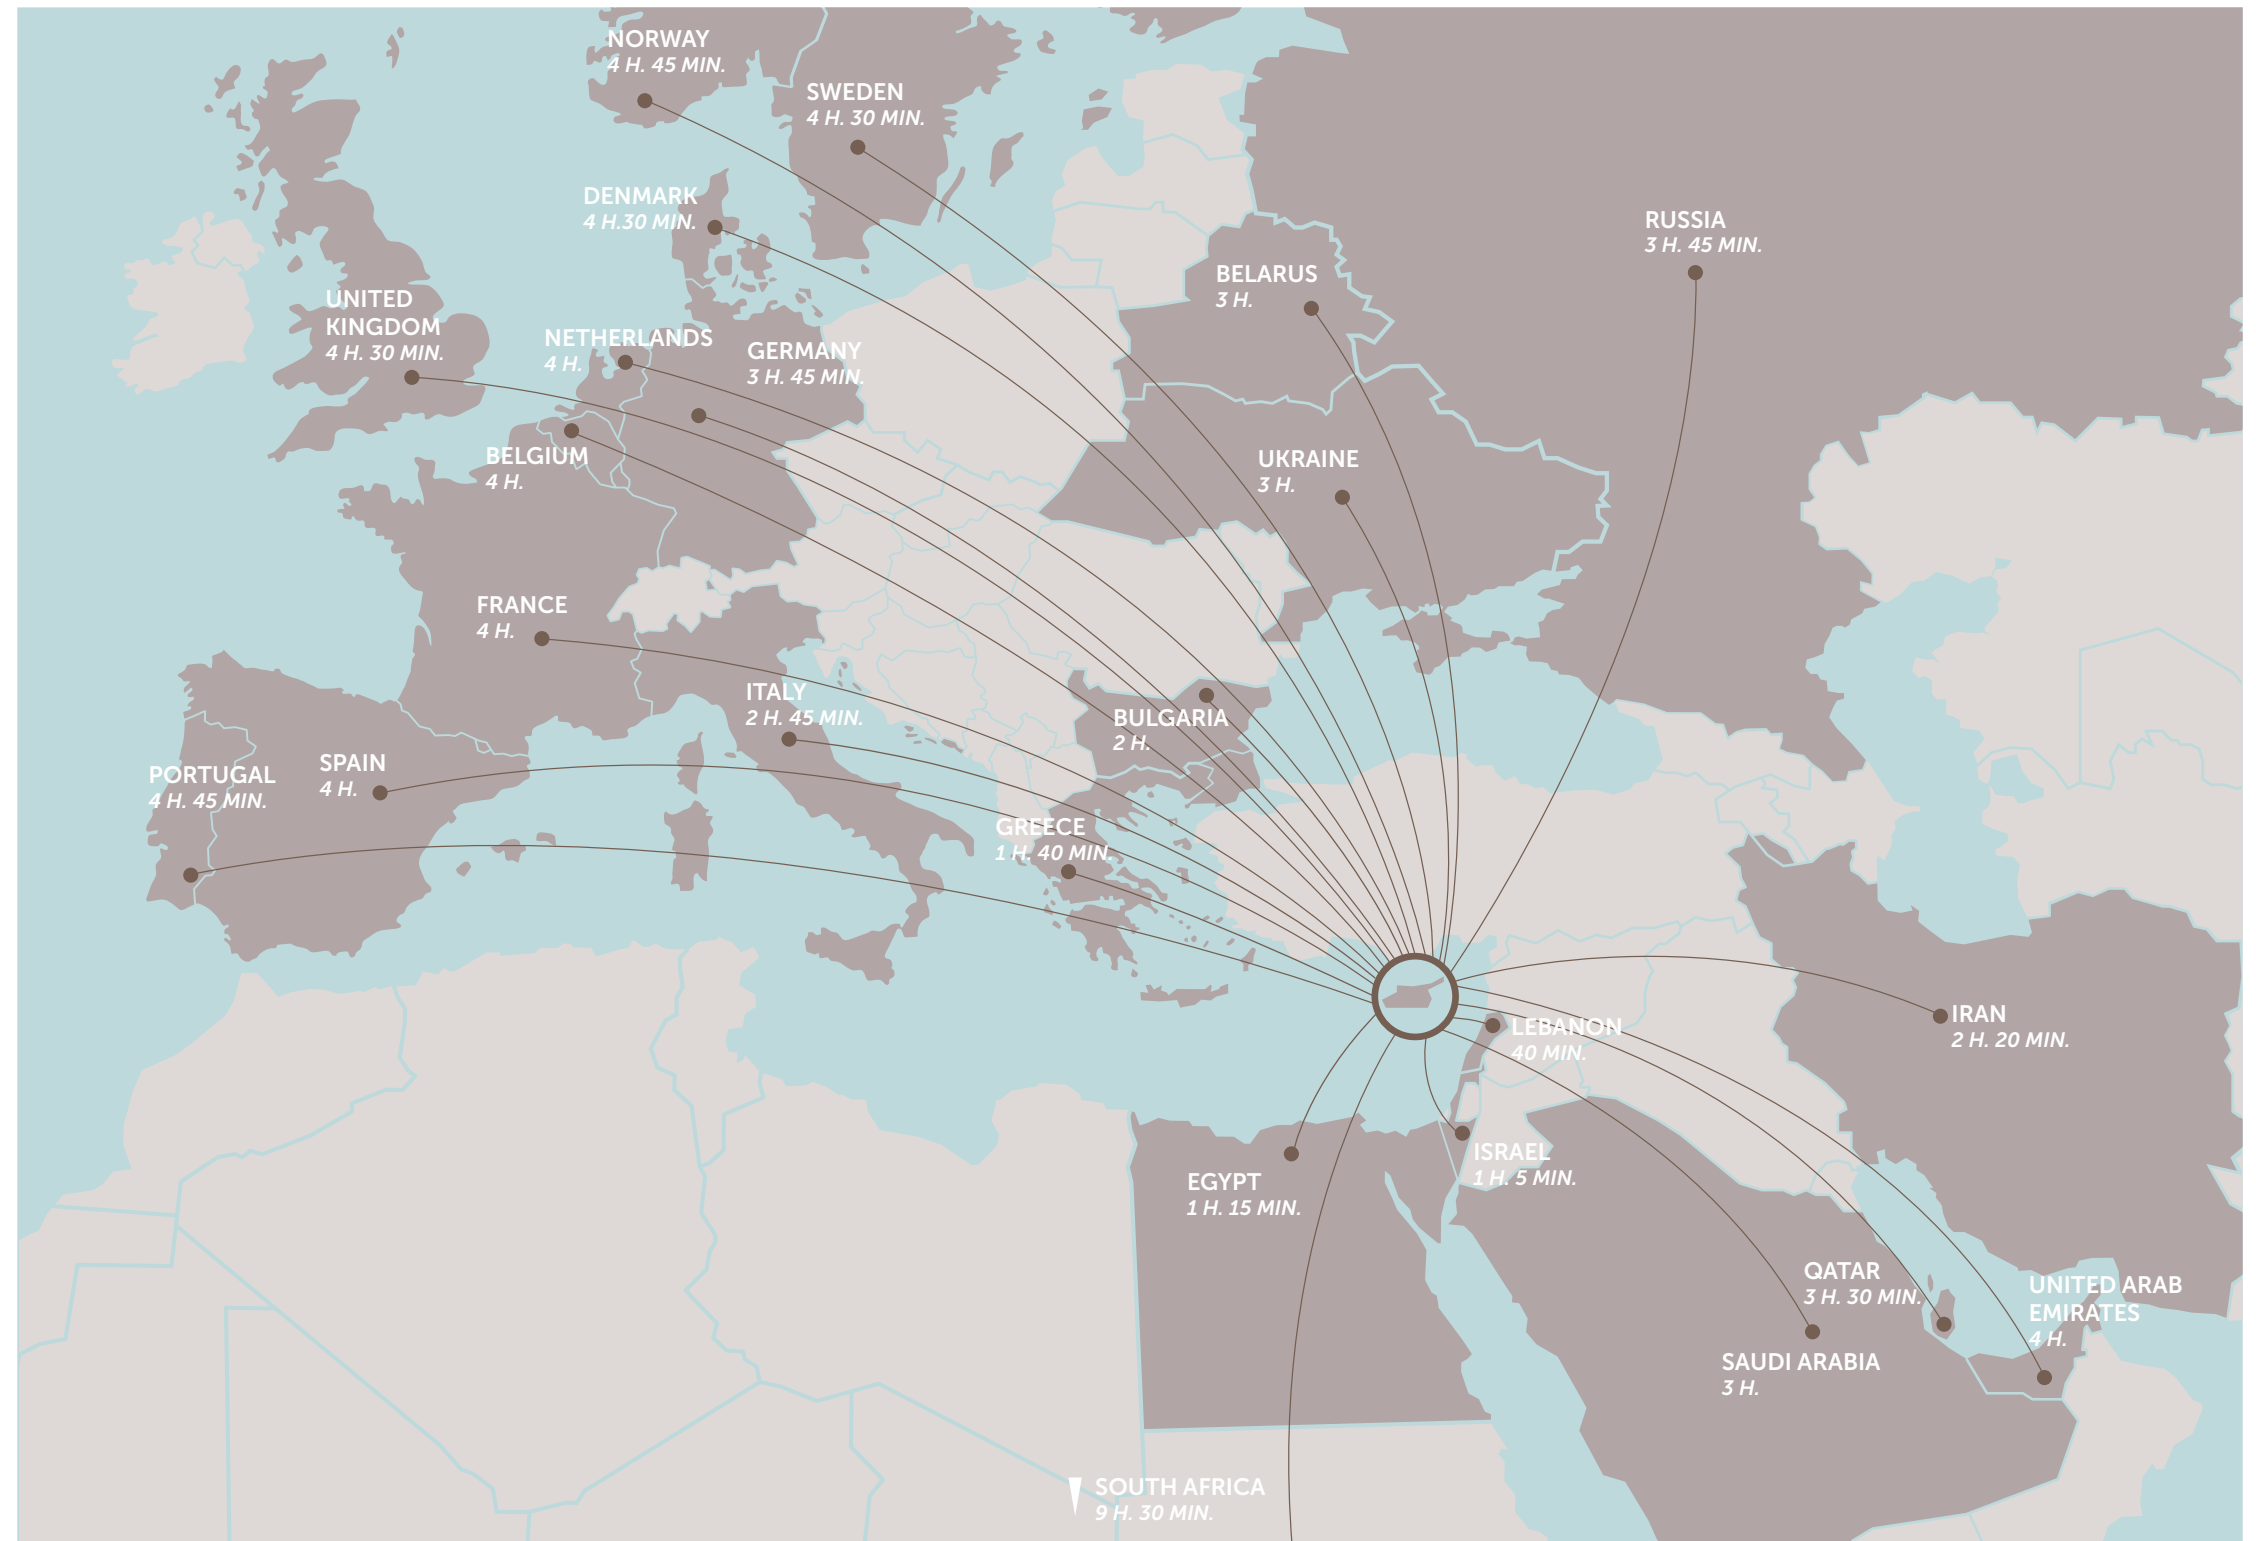 NORWAY
4 H. 45 MIN.
SWEDEN
4 H. 30 MIN.
DENMARK
4 H.30 MIN.
RUSSIA
3 H. 45 MIN.
BELARUS
3 H.
UNITED
KINGDOM
4 H. 30 MIN.
NETHERLANDS
4 H.
GERMANY
3 H. 45 MIN.
BELGIUM
4 H.
UKRAINE
3 H.
FRANCE
4 H.
ITALY
2 H. 45 MIN.
BULGARIA
2 H.
SPAIN
4 H.
PORTUGAL
4 H. 45 MIN.
GREECE
1 H. 40 MIN.
IRAN
2 H. 20 MIN.
LEBANON
40 MIN.
ISRAEL
1 H. 5 MIN.
EGYPT
1 H. 15 MIN.
QATAR
3 H. 30 MIN.
UNITED ARAB
EMIRATES
4 H.
SAUDI ARABIA
3 H.
SOUTH AFRICA
9 H. 30 MIN.